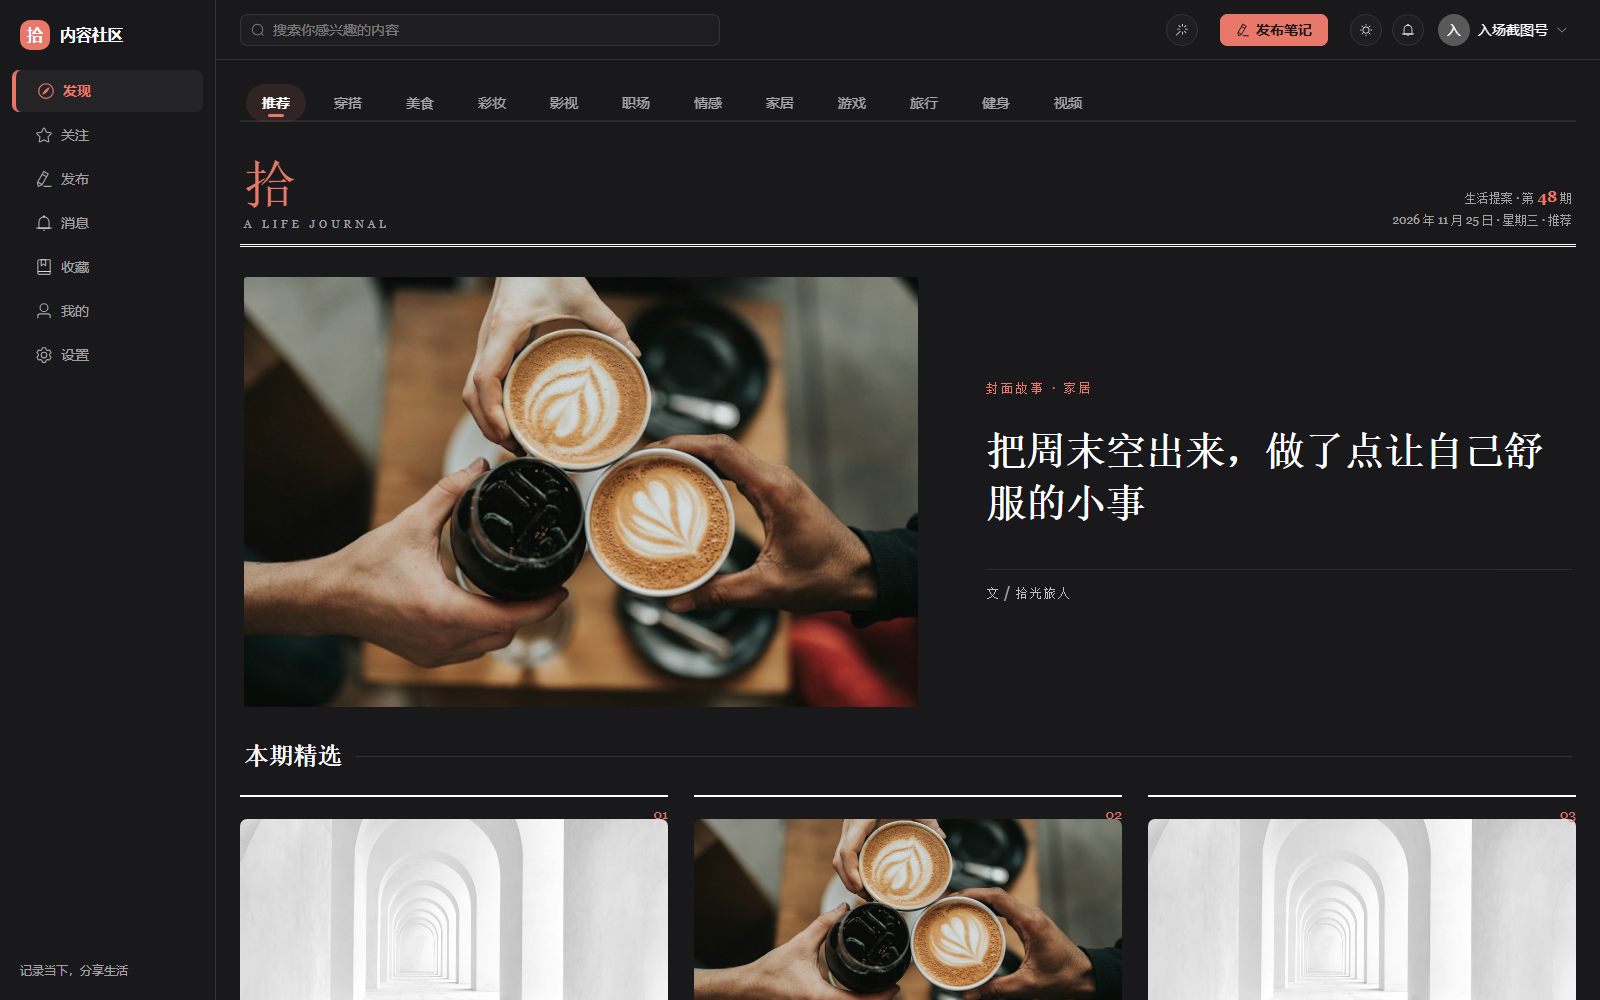 拾 内容社区
搜索你感兴趣的内容
发布笔记
入 入场截图号
发现
关注
发布
消息
收藏
我的
设置
记录当下，分享生活
推荐 穿搭 美食 彩妆 影视 职场 情感 家居 游戏 旅行 健身 视频
拾
A LIFE JOURNAL
生活提案 · 第 48 期
2026 年 11 月 25 日 · 星期三 · 推荐
封面故事 · 家居
把周末空出来，做了点让自己舒
服的小事
文 / 拾光旅人
本期精选
01
02
03